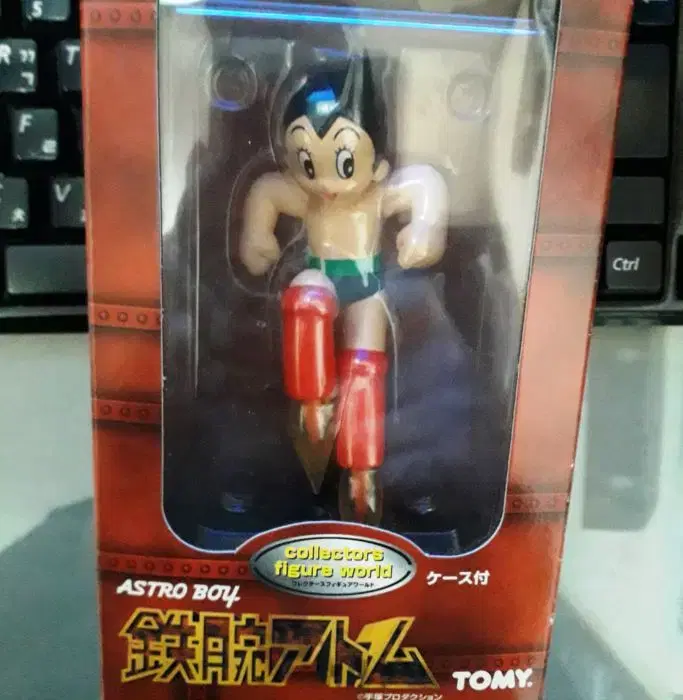 5
R
T
F
V
Ctrl
collectors
figure world
コレクターズフィギュアワールド
ケース付
ASTRO BOY
鉄腕アトム
TOMY.
©手塚プロダクション